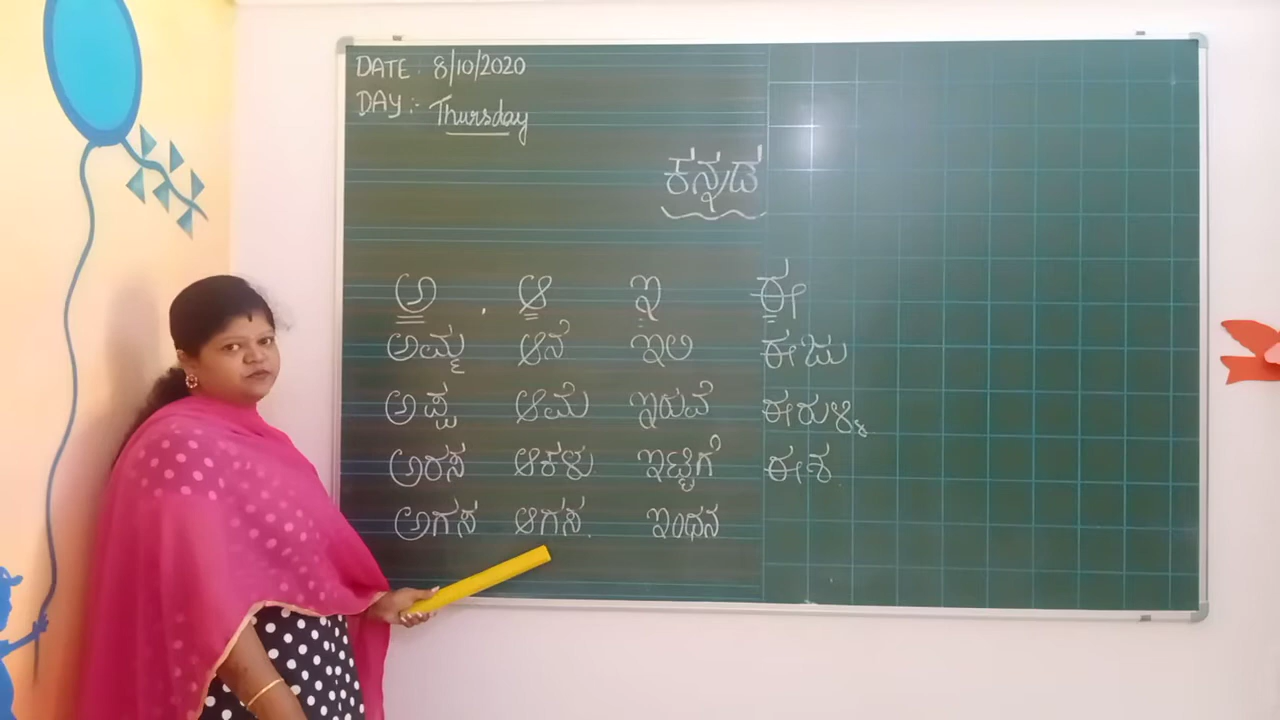 DATE : 8/10/2020
DAY :- Thursday
ಕನ್ನಡ
ಅ . ಆ ಇ ಈ
ಅಮ್ಮ ಆನೆ ಇಲಿ ಈಜು
ಅಪ್ಪ ಆಮೆ ಇರುವೆ ಈರುಳ್ಳಿ
ಅರಸ ಆಕಳು ಇಟ್ಟಿಗೆ ಈಶ
ಅಗಸ ಆಗಸ. ಇಂಧನ